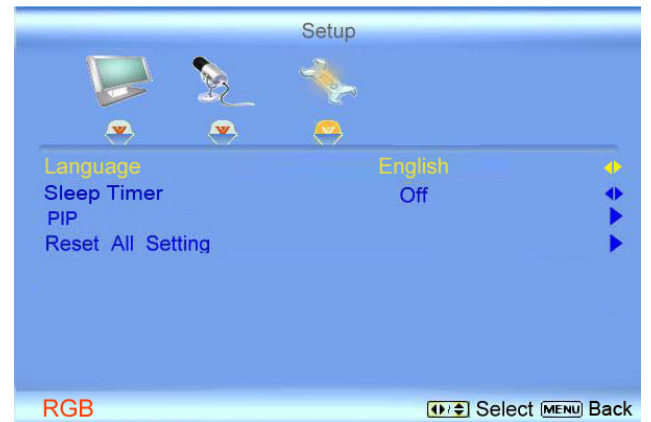 Setup
Language English
Sleep Timer Off
PIP
Reset All Setting
RGB Select MENU Back